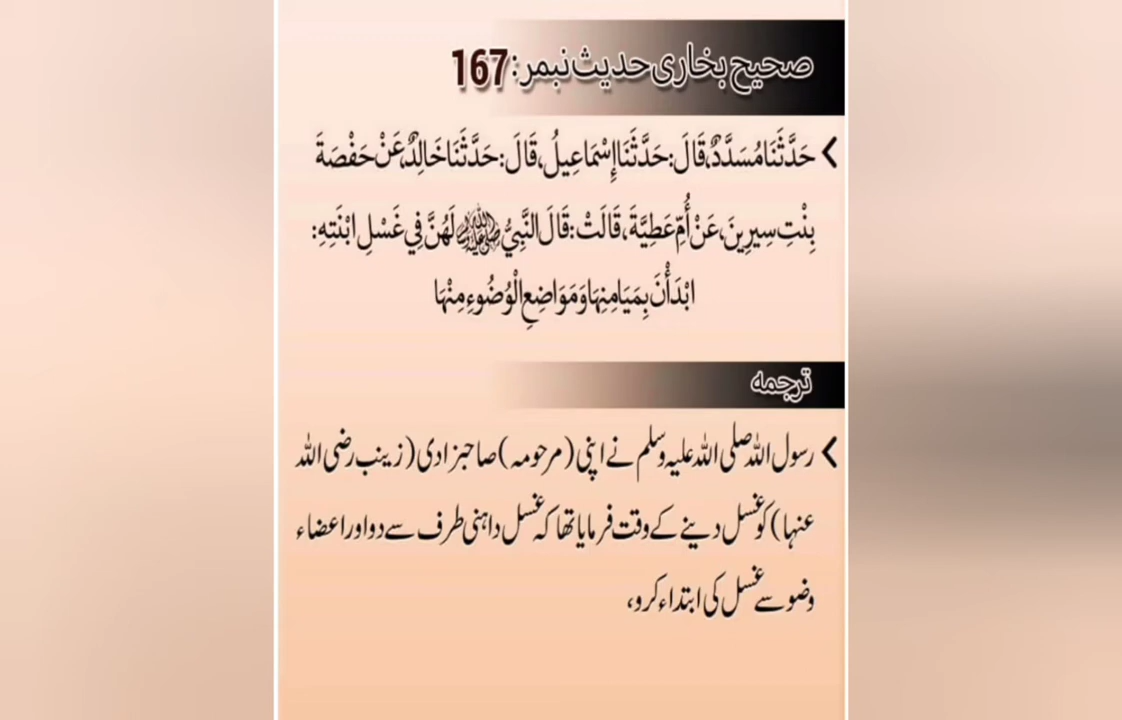 صحیح بخاری حدیث نبمر: 167
حَدَّثَنَا مُسَدَّدٌ، قَالَ: حَدَّثَنَا إِسْمَاعِيلُ، قَالَ: حَدَّثَنَا خَالِدٌ، عَنْ حَفْصَةَ
بِنْتِ سِيرِينَ، عَنْ أُمِّ عَطِيَّةَ، قَالَتْ: قَالَ النَّبِيُّ ﷺ لَهُنَّ فِي غَسْلِ ابْنَتِهِ:
ابْدَأْنَ بِمَيَامِنِهَا وَمَوَاضِعِ الْوُضُوءِ مِنْهَا
ترجمه
رسول اللہ صلی اللہ علیہ وسلم نے اپنی (مرحومہ) صاحبزادی (زینب رضی اللہ
عنہا) کو غسل دینے کے وقت فرمایا تھا کہ غسل داہنی طرف سے دو اور اعضاء
وضو سے غسل کی ابتداء کرو،